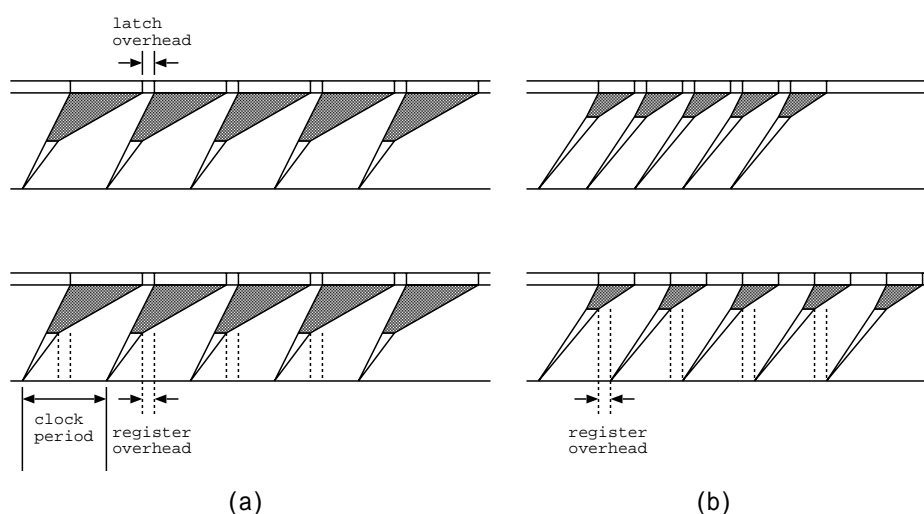 latch
overhead
clock
period
register
overhead
register
overhead
(a)
(b)